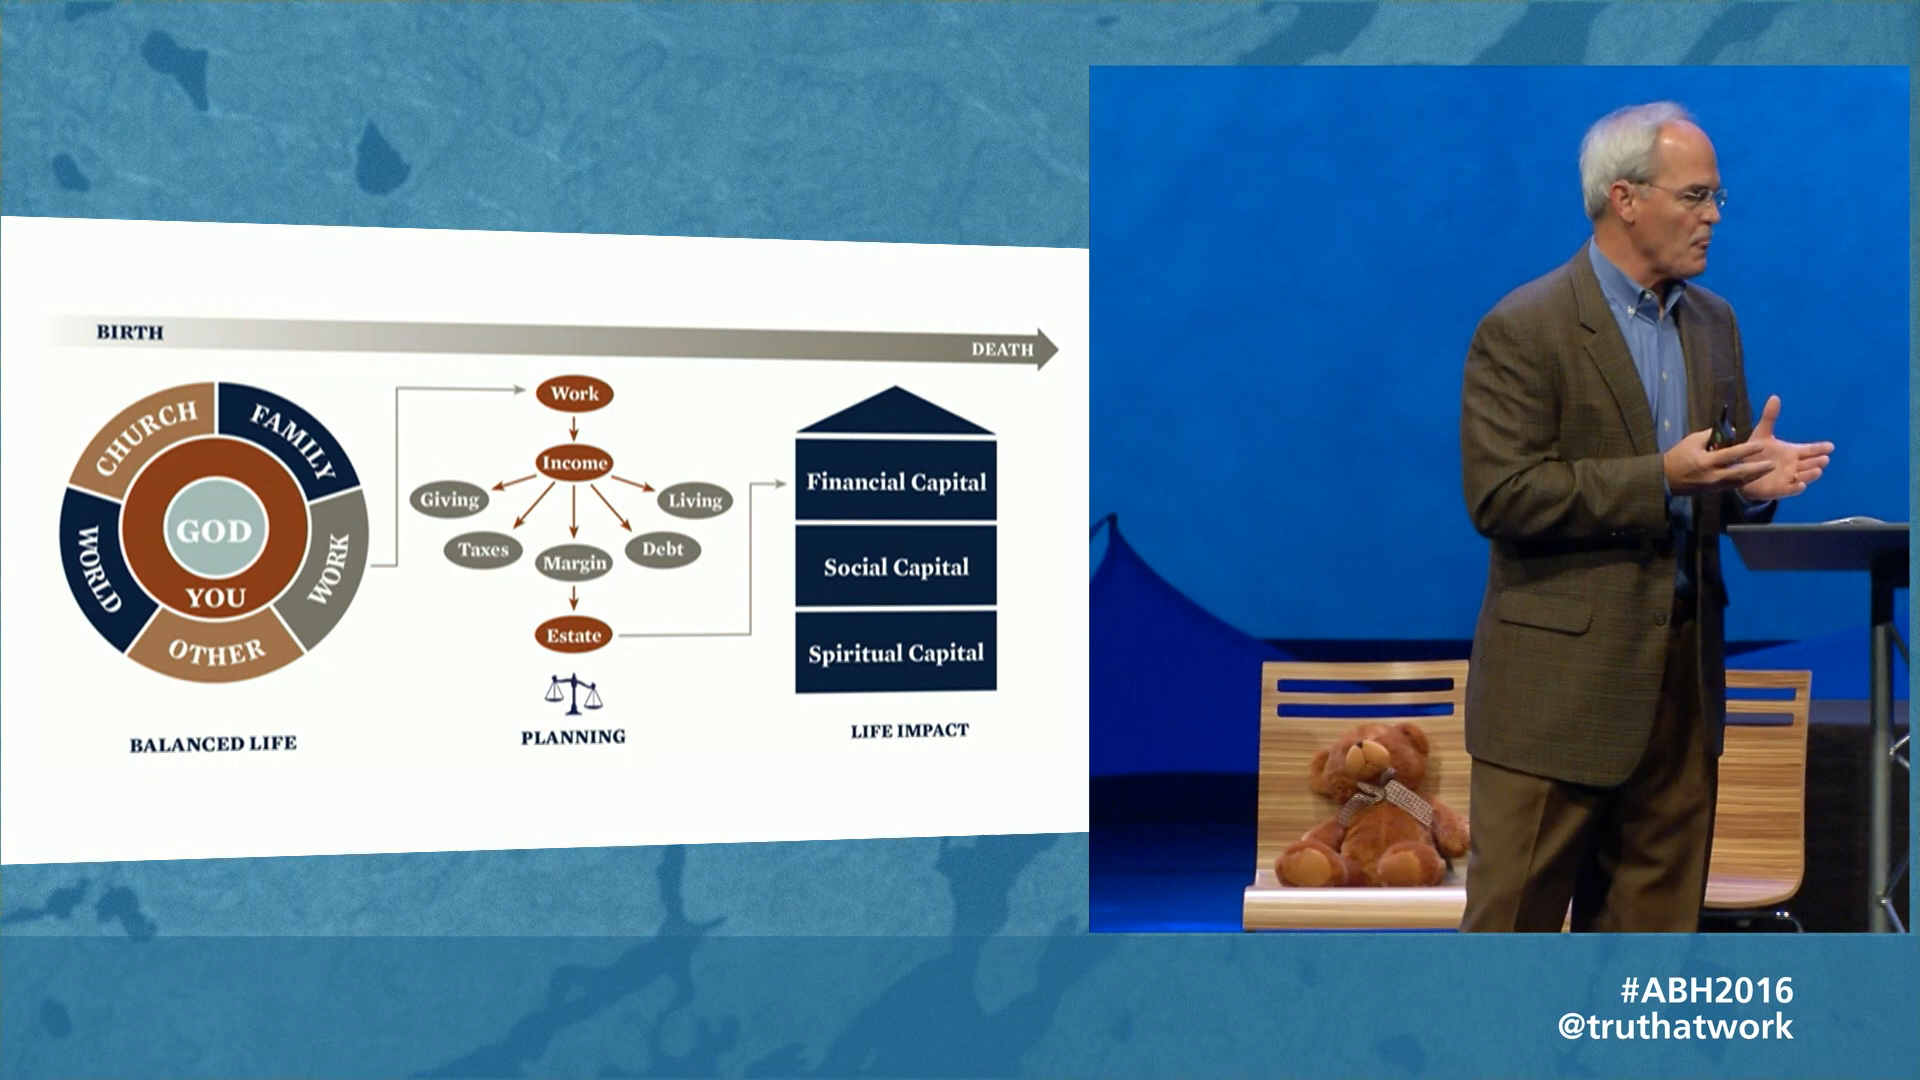 BIRTH
DEATH
CHURCH
FAMILY
WORLD
GOD
YOU
WORK
OTHER
BALANCED LIFE
Work
Income
Giving
Living
Taxes
Margin
Debt
Estate
PLANNING
Financial Capital
Social Capital
Spiritual Capital
LIFE IMPACT
#ABH2016
@truthatwork